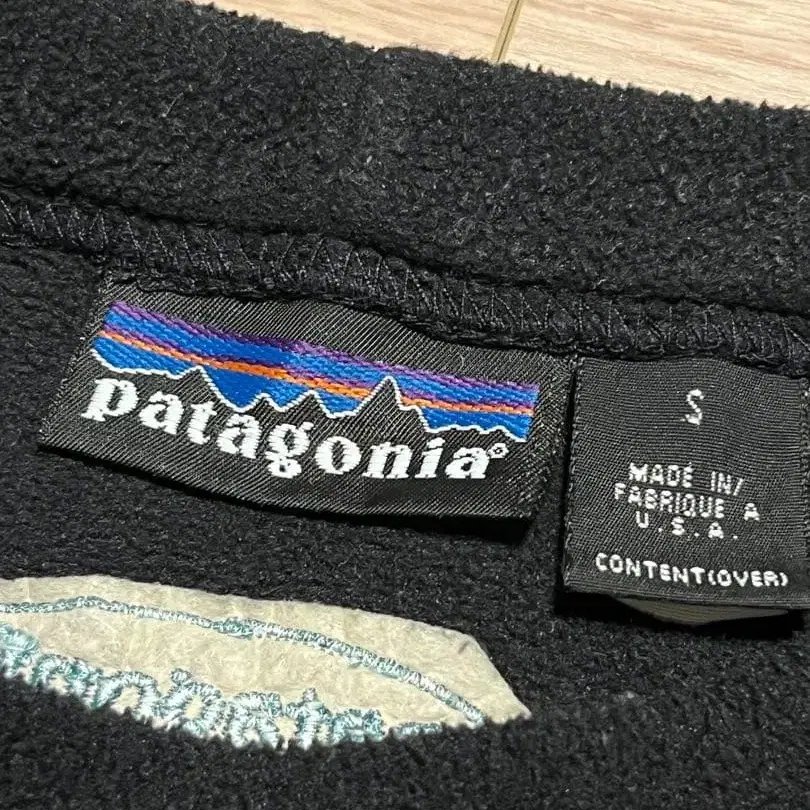 patagonia®
S
MADE IN/
FABRIQUE A
U.S.A.
CONTENT(OVER)